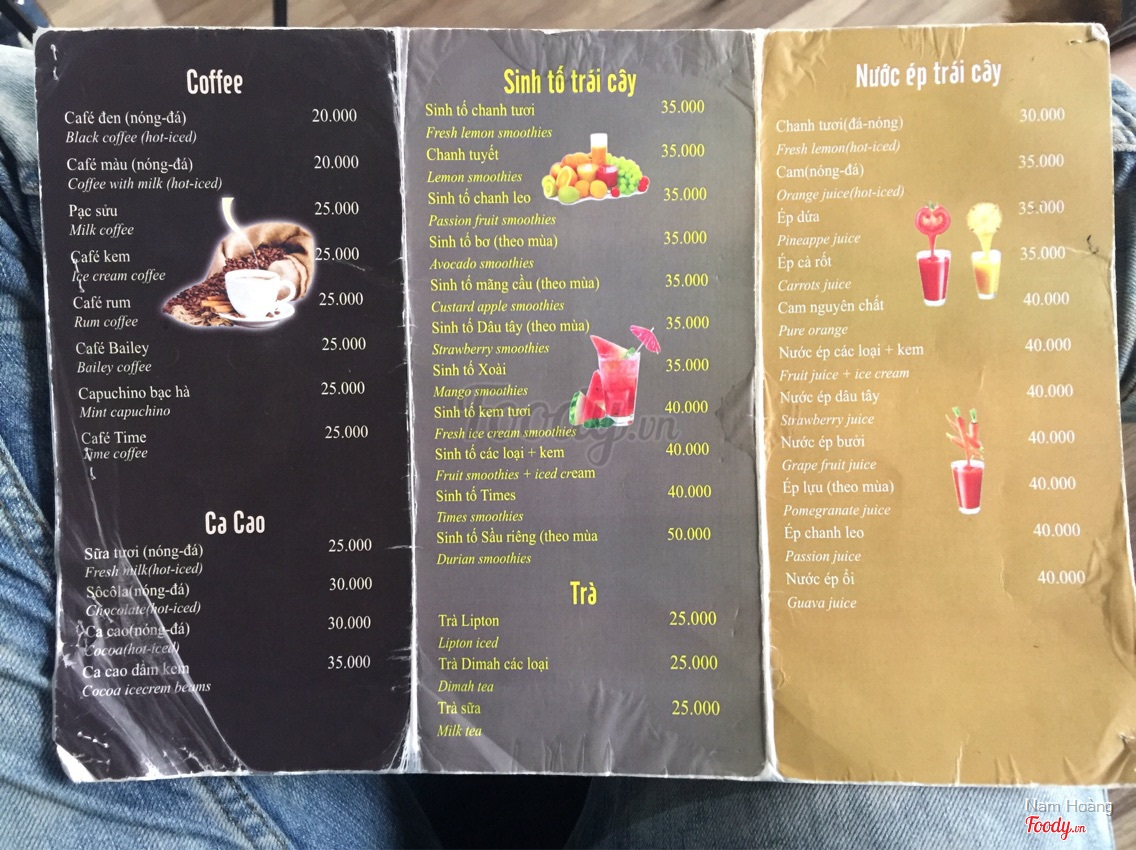 Coffee
Café đen (nóng-đá) 20.000
Black coffee (hot-iced)
Café màu (nóng-đá) 20.000
Coffee with milk (hot-iced)
Pạc sửu 25.000
Milk coffee
Café kem 25.000
Ice cream coffee
Café rum 25.000
Rum coffee
Café Bailey 25.000
Bailey coffee
Capuchino bạc hà 25.000
Mint capuchino
Café Time 25.000
Time coffee
Ca Cao
Sữa tươi (nóng-đá) 25.000
Fresh milk(hot-iced)
Sôcôla(nóng-đá) 30.000
Chocolate(hot-iced)
Ca cao(nóng-đá) 30.000
Cocoa(hot-iced)
Ca cao dầm kem 35.000
Cocoa icecrem beams
Sinh tố trái cây
Sinh tố chanh tươi 35.000
Fresh lemon smoothies
Chanh tuyết 35.000
Lemon smoothies
Sinh tố chanh leo 35.000
Passion fruit smoothies
Sinh tố bơ (theo mùa) 35.000
Avocado smoothies
Sinh tố mãng cầu (theo mùa) 35.000
Custard apple smoothies
Sinh tố Dâu tây (theo mùa) 35.000
Strawberry smoothies
Sinh tố Xoài 35.000
Mango smoothies
Sinh tố kem tươi 40.000
Fresh ice cream smoothies
Sinh tố các loại + kem 40.000
Fruit smoothies + iced cream
Sinh tố Times 40.000
Times smoothies
Sinh tố Sầu riêng (theo mùa 50.000
Durian smoothies
Trà
Trà Lipton 25.000
Lipton iced
Trà Dimah các loại 25.000
Dimah tea
Trà sữa 25.000
Milk tea
Nước ép trái cây
Chanh tươi(đá-nóng) 30.000
Fresh lemon(hot-iced)
Cam(nóng-đá) 35.000
Orange juice(hot-iced)
Ép dứa 35.000
Pineappe juice
Ép cà rốt 35.000
Carrots juice
Cam nguyên chất 40.000
Pure orange
Nước ép các loại + kem 40.000
Fruit juice + ice cream
Nước ép dâu tây 40.000
Strawberry juice
Nước ép bưởi 40.000
Grape fruit juice
Ép lựu (theo mùa) 40.000
Pomegranate juice
Ép chanh leo 40.000
Passion juice
Nước ép ổi 40.000
Guava juice
Foody.vn
Nam Hoàng
Foody.vn